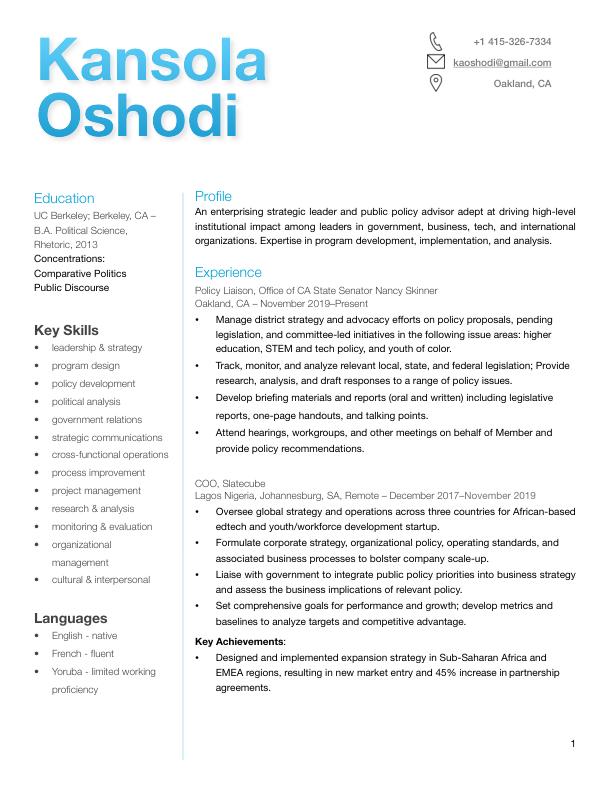 Kansola
Oshodi
+1 415-326-7334
kaoshodi@gmail.com
Oakland, CA
Education
UC Berkeley; Berkeley, CA –
B.A. Political Science,
Rhetoric, 2013
Concentrations:
Comparative Politics
Public Discourse
Key Skills
• leadership & strategy
• program design
• policy development
• political analysis
• government relations
• strategic communications
• cross-functional operations
• process improvement
• project management
• research & analysis
• monitoring & evaluation
• organizational
management
• cultural & interpersonal
Languages
• English - native
• French - fluent
• Yoruba - limited working
proficiency
Profile
An enterprising strategic leader and public policy advisor adept at driving high-level
institutional impact among leaders in government, business, tech, and international
organizations. Expertise in program development, implementation, and analysis.
Experience
Policy Liaison, Office of CA State Senator Nancy Skinner
Oakland, CA – November 2019–Present
• Manage district strategy and advocacy efforts on policy proposals, pending
legislation, and committee-led initiatives in the following issue areas: higher
education, STEM and tech policy, and youth of color.
• Track, monitor, and analyze relevant local, state, and federal legislation; Provide
research, analysis, and draft responses to a range of policy issues.
• Develop briefing materials and reports (oral and written) including legislative
reports, one-page handouts, and talking points.
• Attend hearings, workgroups, and other meetings on behalf of Member and
provide policy recommendations.
COO, Slatecube
Lagos Nigeria, Johannesburg, SA, Remote – December 2017–November 2019
• Oversee global strategy and operations across three countries for African-based
edtech and youth/workforce development startup.
• Formulate corporate strategy, organizational policy, operating standards, and
associated business processes to bolster company scale-up.
• Liaise with government to integrate public policy priorities into business strategy
and assess the business implications of relevant policy.
• Set comprehensive goals for performance and growth; develop metrics and
baselines to analyze targets and competitive advantage.
Key Achievements:
• Designed and implemented expansion strategy in Sub-Saharan Africa and
EMEA regions, resulting in new market entry and 45% increase in partnership
agreements.
1